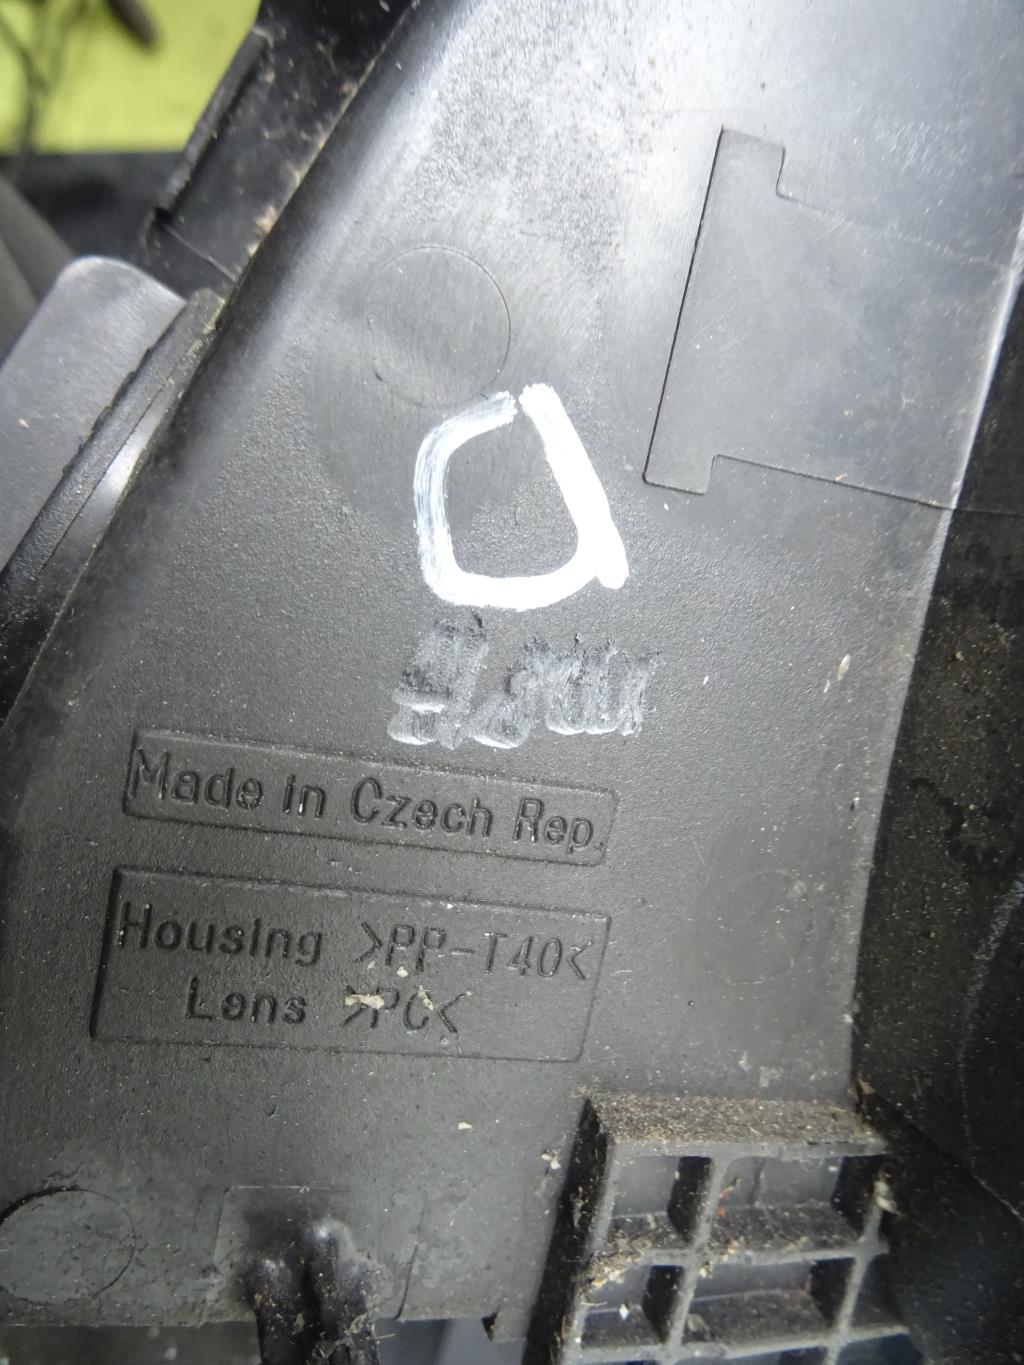 Made in Czech Rep.
Housing >PP-T40<
Lens >PC<